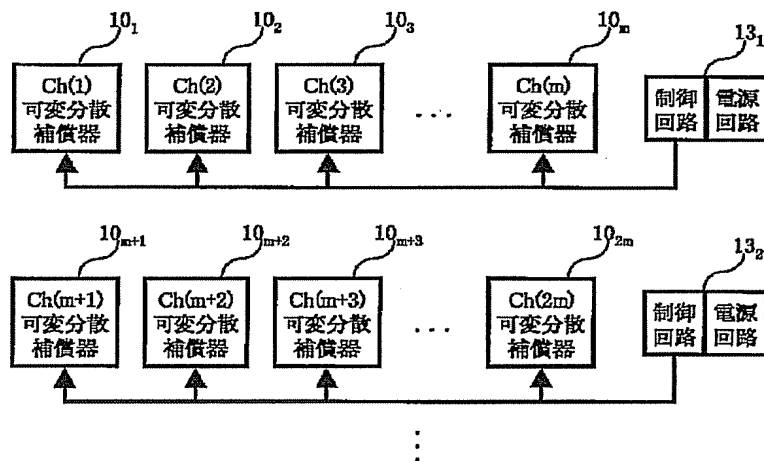 10₁ 10₂ 10₃ 10ₘ 13₁
Ch(1) Ch(2) Ch(3) Ch(m)
可変分散 可変分散 可変分散 ··· 可変分散 制御 電源
補償器 補償器 補償器 補償器 回路 回路
10ₘ₊₁ 10ₘ₊₂ 10ₘ₊₃ 10₂ₘ 13₂
Ch(m+1) Ch(m+2) Ch(m+3) Ch(2m)
可変分散 可変分散 可変分散 ··· 可変分散 制御 電源
補償器 補償器 補償器 補償器 回路 回路
⋮